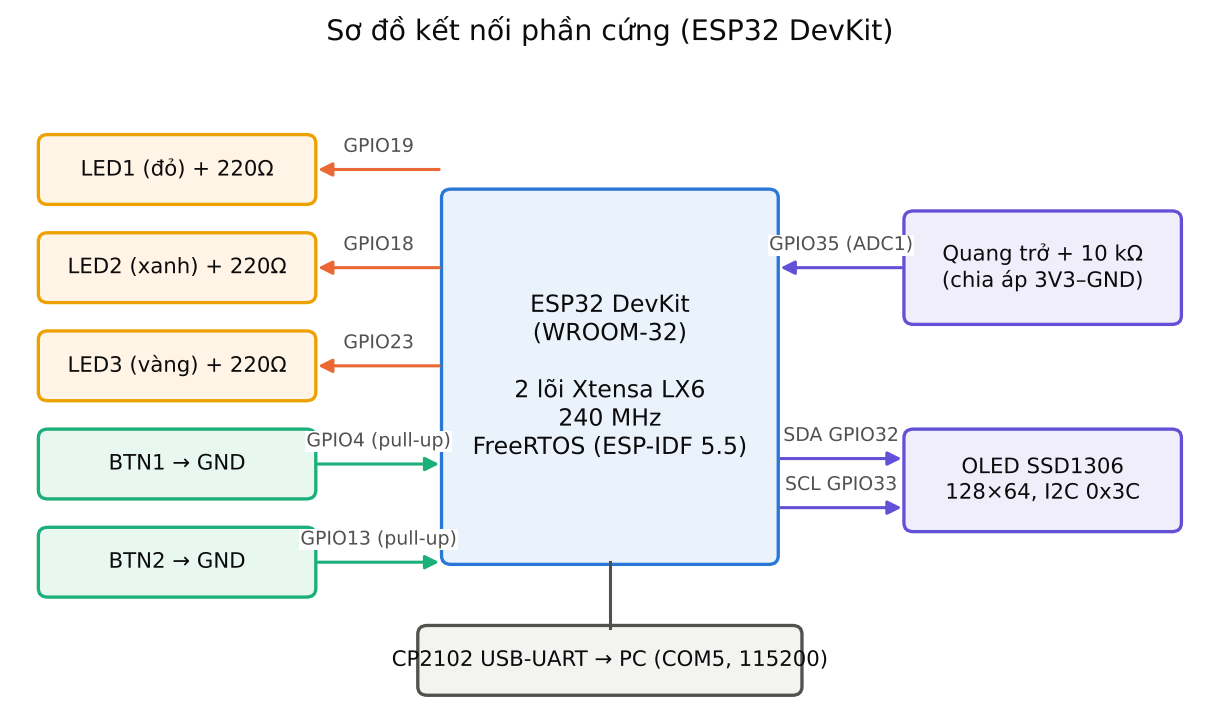 Sơ đồ kết nối phần cứng (ESP32 DevKit)
LED1 (đỏ) + 220Ω
GPIO19
LED2 (xanh) + 220Ω
GPIO18
LED3 (vàng) + 220Ω
GPIO23
BTN1 → GND
GPIO4 (pull-up)
BTN2 → GND
GPIO13 (pull-up)
ESP32 DevKit
(WROOM-32)
2 lõi Xtensa LX6
240 MHz
FreeRTOS (ESP-IDF 5.5)
GPIO35 (ADC1)
Quang trở + 10 kΩ
(chia áp 3V3–GND)
SDA GPIO32
SCL GPIO33
OLED SSD1306
128×64, I2C 0x3C
CP2102 USB-UART → PC (COM5, 115200)